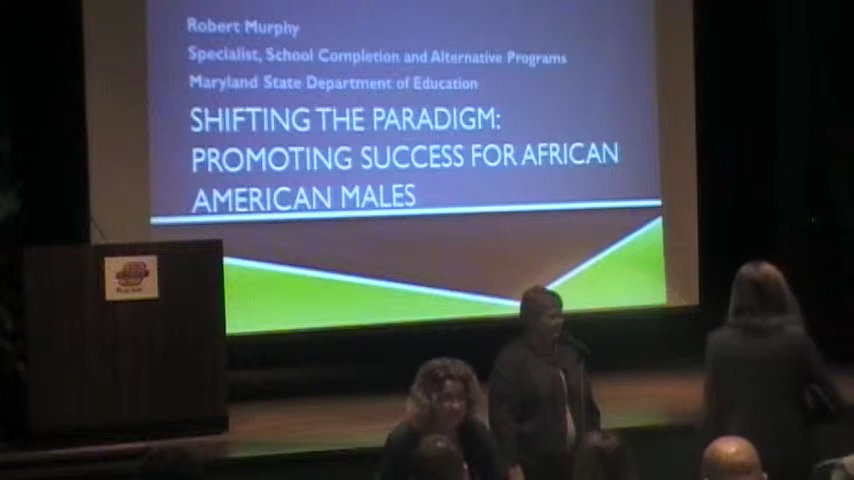 Robert Murphy
Specialist, School Completion and Alternative Programs
Maryland State Department of Education
SHIFTING THE PARADIGM:
PROMOTING SUCCESS FOR AFRICAN
AMERICAN MALES